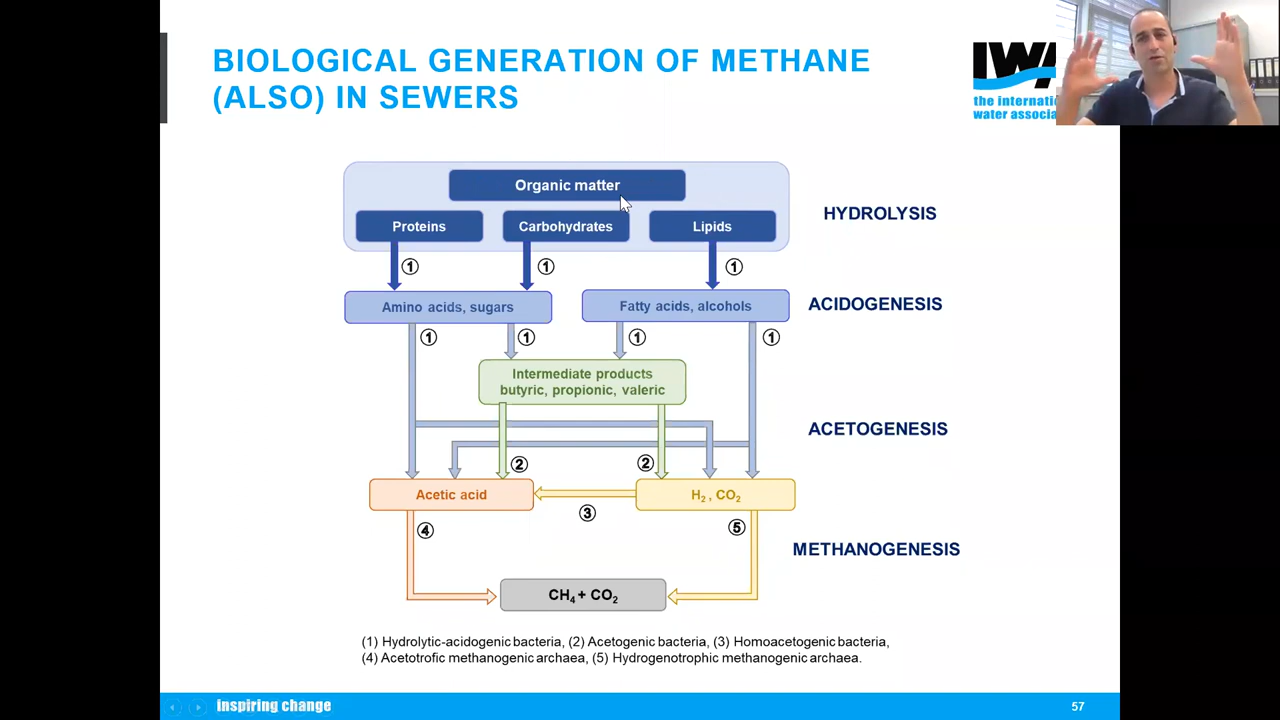 BIOLOGICAL GENERATION OF METHANE
(ALSO) IN SEWERS
IWA
the internati
water associa
Organic matter
Proteins
Carbohydrates
Lipids
HYDROLYSIS
①
①
①
Amino acids, sugars
Fatty acids, alcohols
ACIDOGENESIS
①
①
①
①
Intermediate products
butyric, propionic, valeric
ACETOGENESIS
②
②
Acetic acid
H₂ , CO₂
③
④
⑤
METHANOGENESIS
CH₄ + CO₂
(1) Hydrolytic-acidogenic bacteria, (2) Acetogenic bacteria, (3) Homoacetogenic bacteria,
(4) Acetotrofic methanogenic archaea, (5) Hydrogenotrophic methanogenic archaea.
inspiring change
57